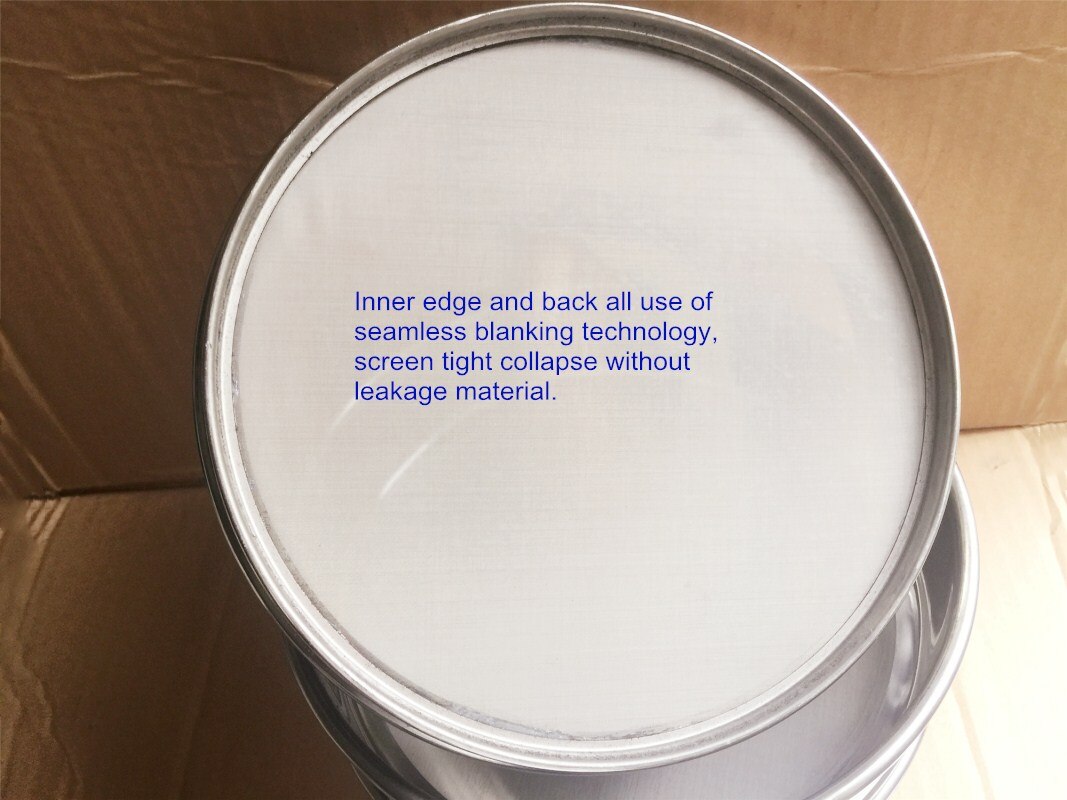 Inner edge and back all use of
seamless blanking technology,
screen tight collapse without
leakage material.